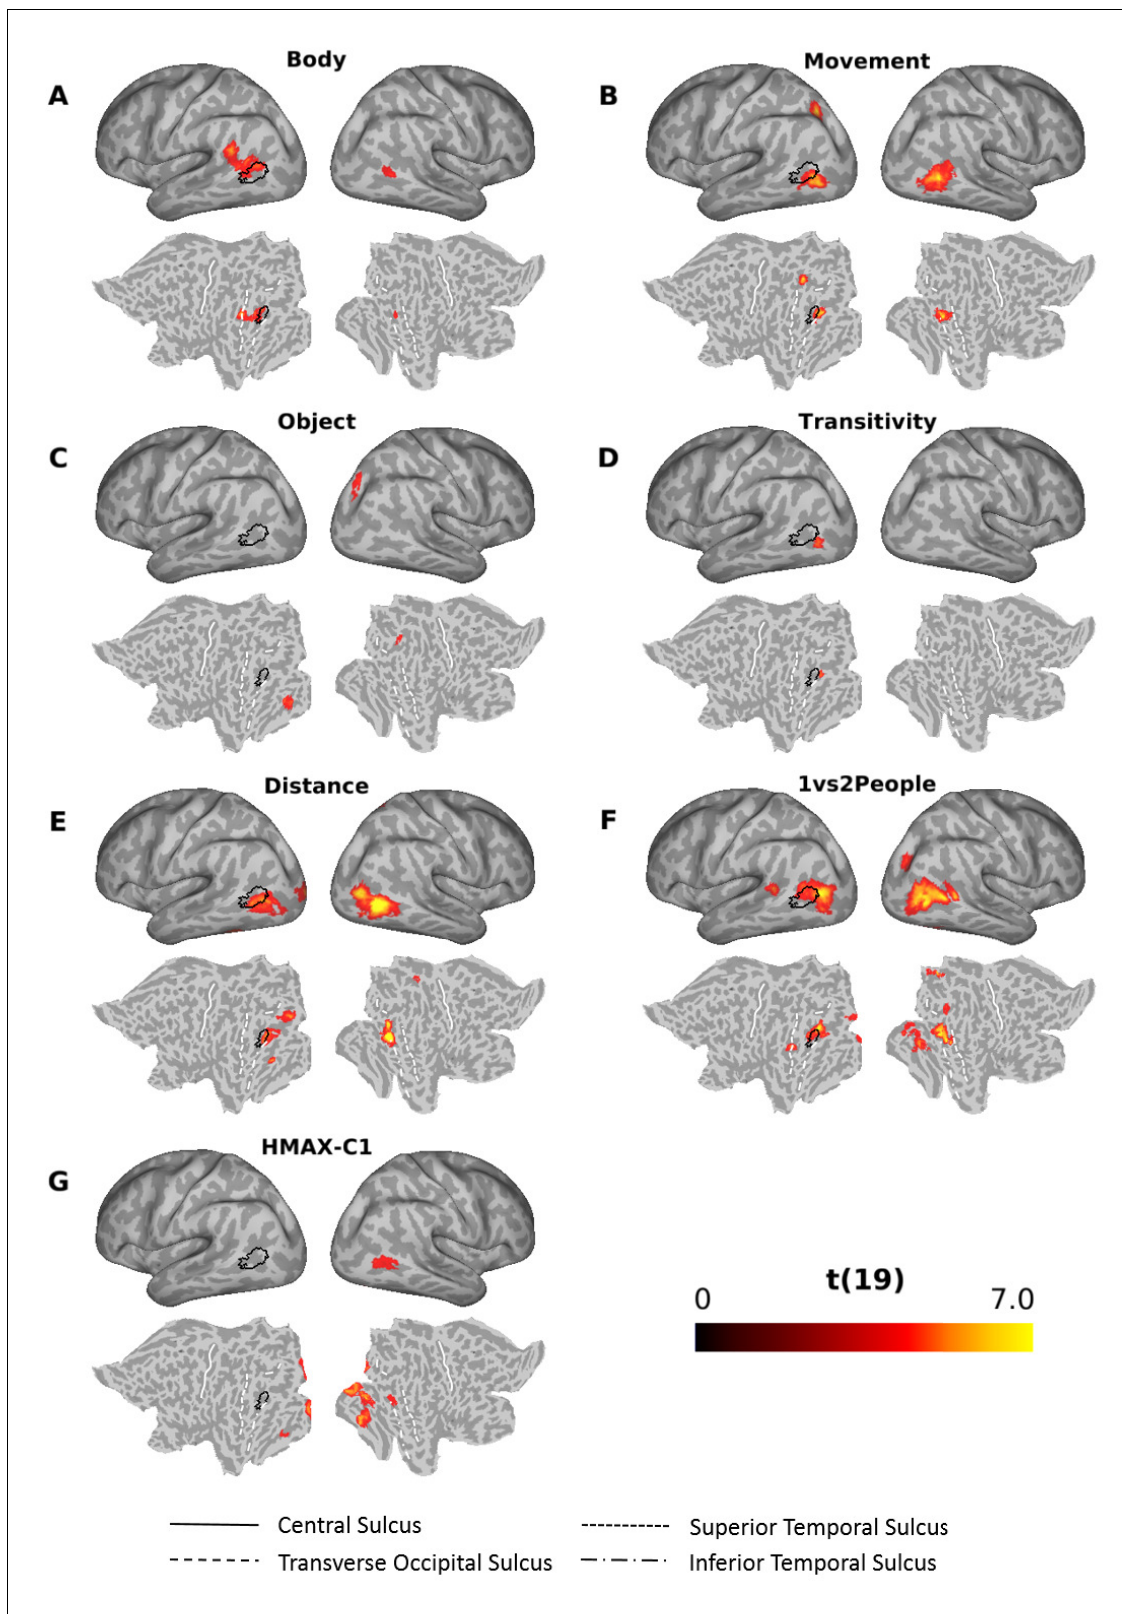 Body
Movement
A
B
Object
Transitivity
C
D
Distance
1vs2People
E
F
HMAX-C1
G
t(19)
0 7.0
Central Sulcus
Superior Temporal Sulcus
Transverse Occipital Sulcus
Inferior Temporal Sulcus